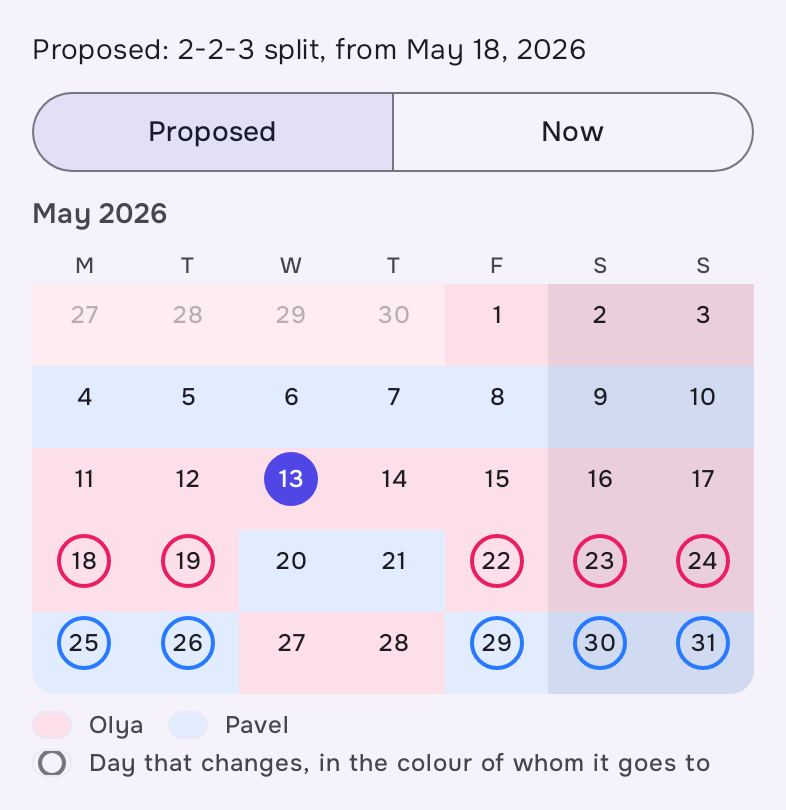 Proposed: 2-2-3 split, from May 18, 2026
Proposed Now
May 2026
M T W T F S S
27 28 29 30 1 2 3
4 5 6 7 8 9 10
11 12 13 14 15 16 17
18 19 20 21 22 23 24
25 26 27 28 29 30 31
Olya Pavel
Day that changes, in the colour of whom it goes to